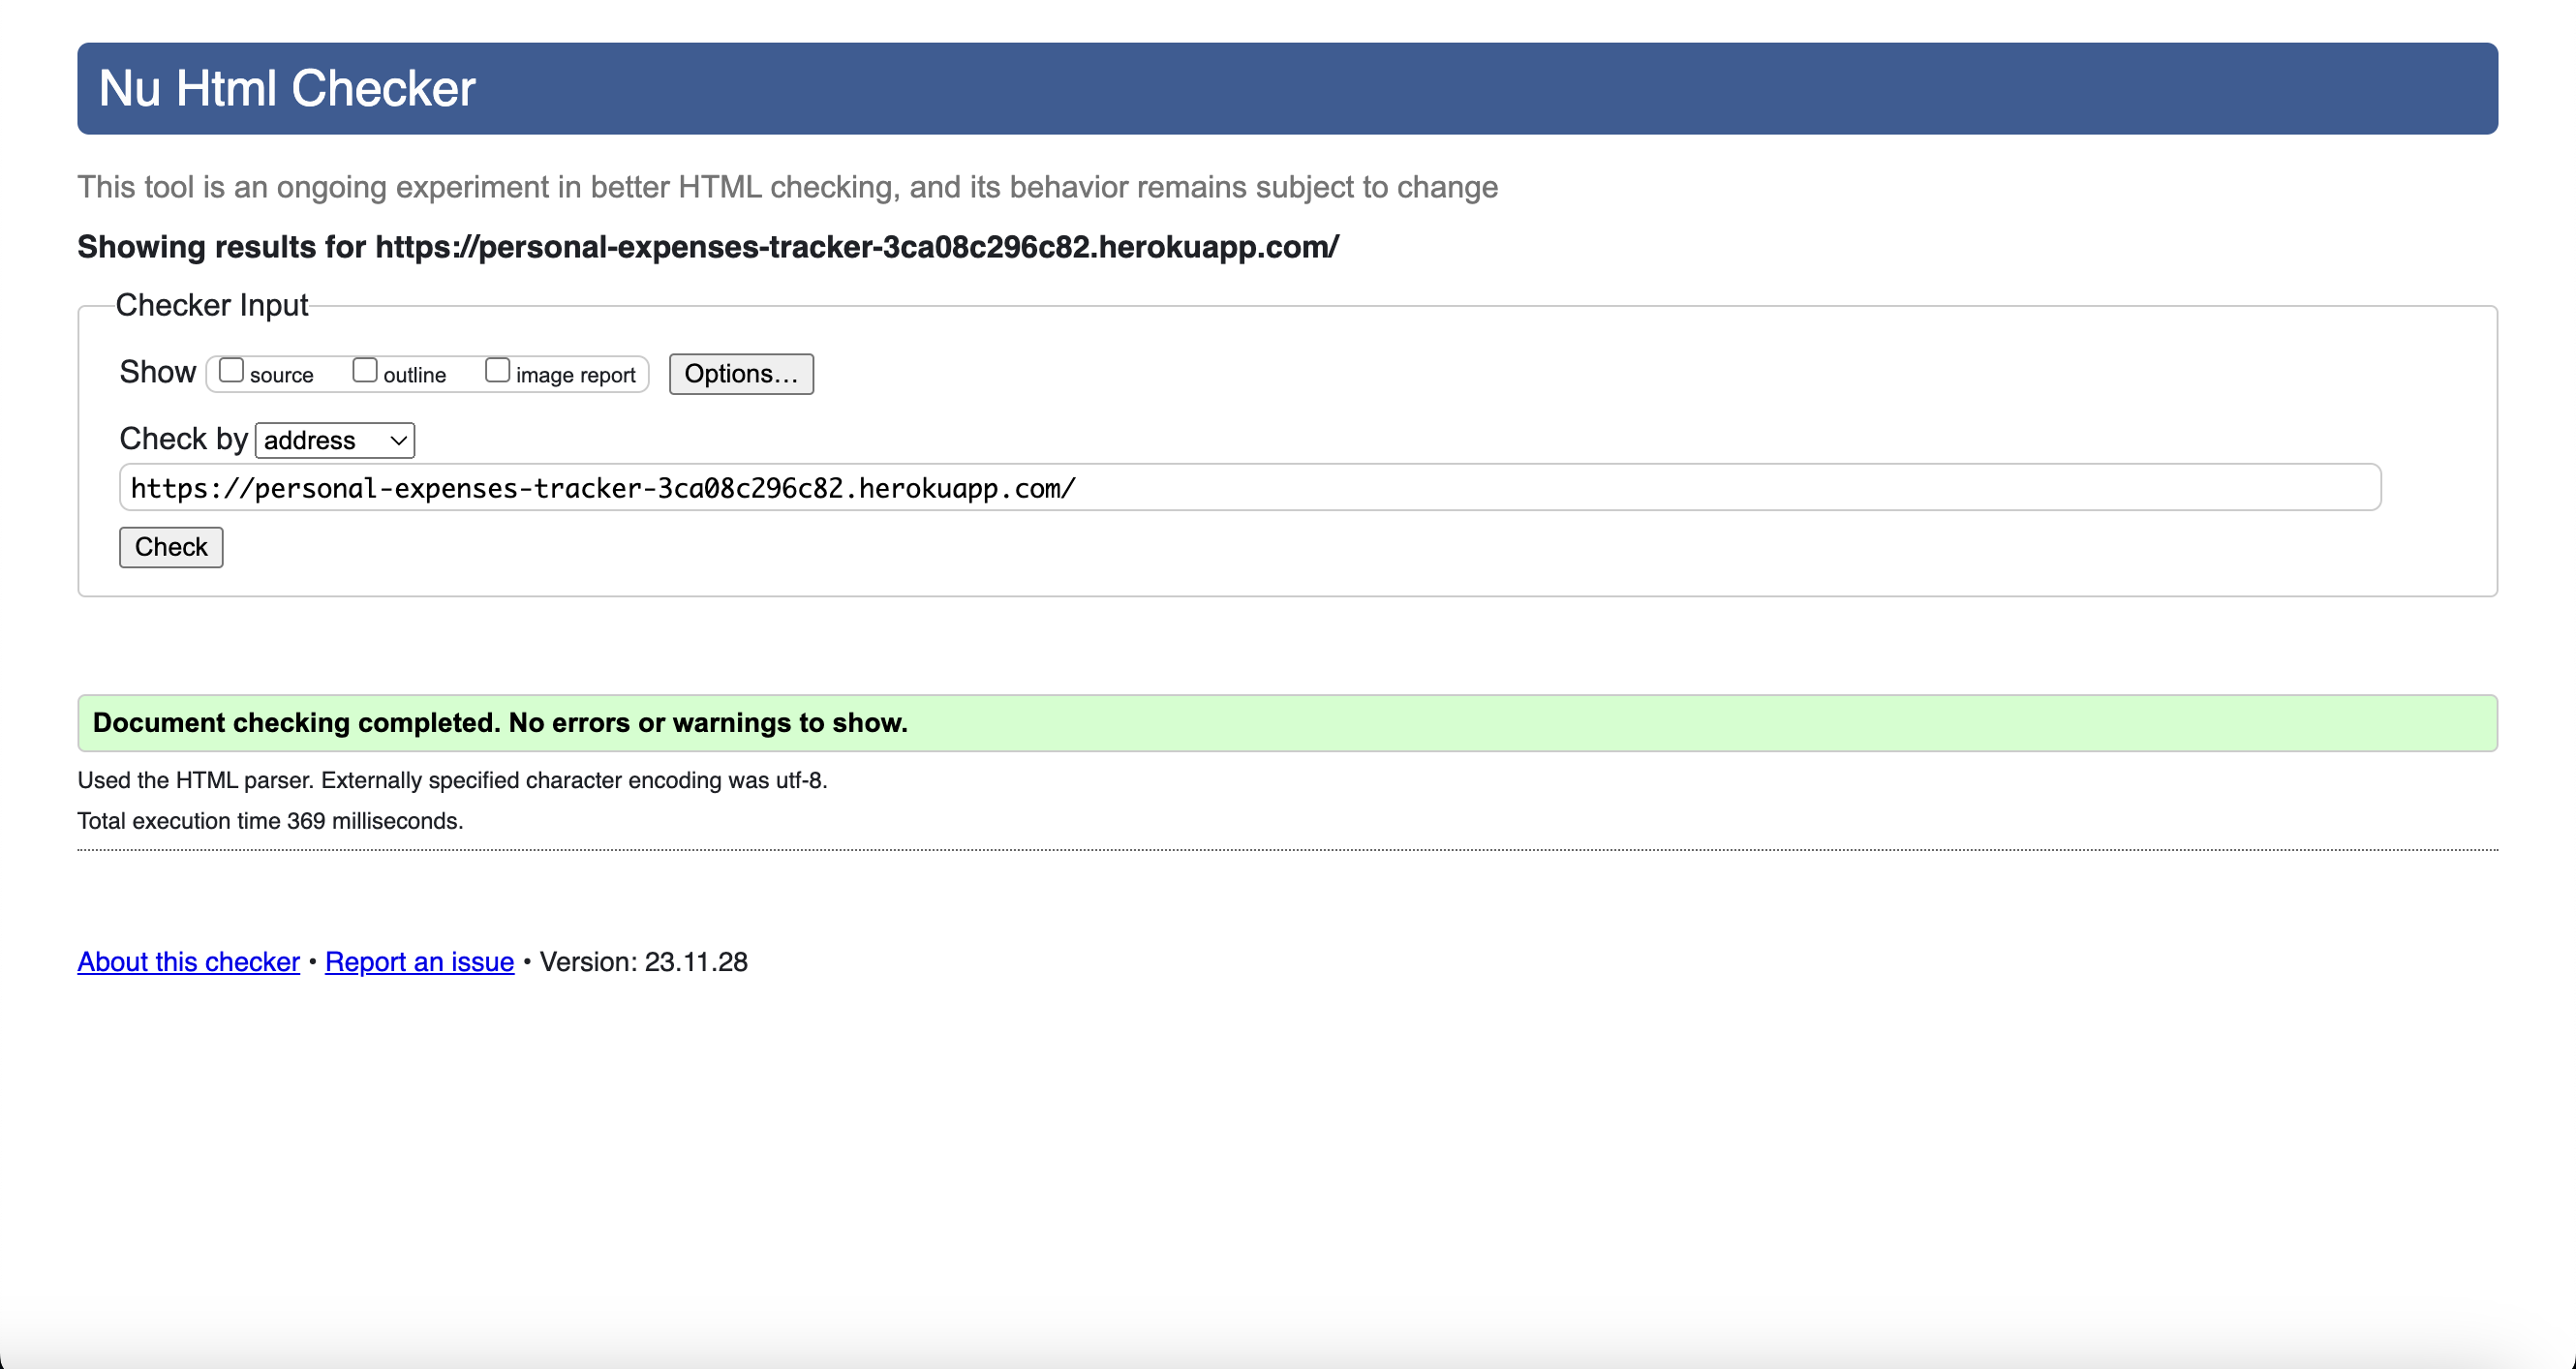 Nu Html Checker
This tool is an ongoing experiment in better HTML checking, and its behavior remains subject to change
Showing results for https://personal-expenses-tracker-3ca08c296c82.herokuapp.com/
Checker Input
Show source outline image report Options…
Check by address
https://personal-expenses-tracker-3ca08c296c82.herokuapp.com/
Check
Document checking completed. No errors or warnings to show.
Used the HTML parser. Externally specified character encoding was utf-8.
Total execution time 369 milliseconds.
About this checker • Report an issue • Version: 23.11.28